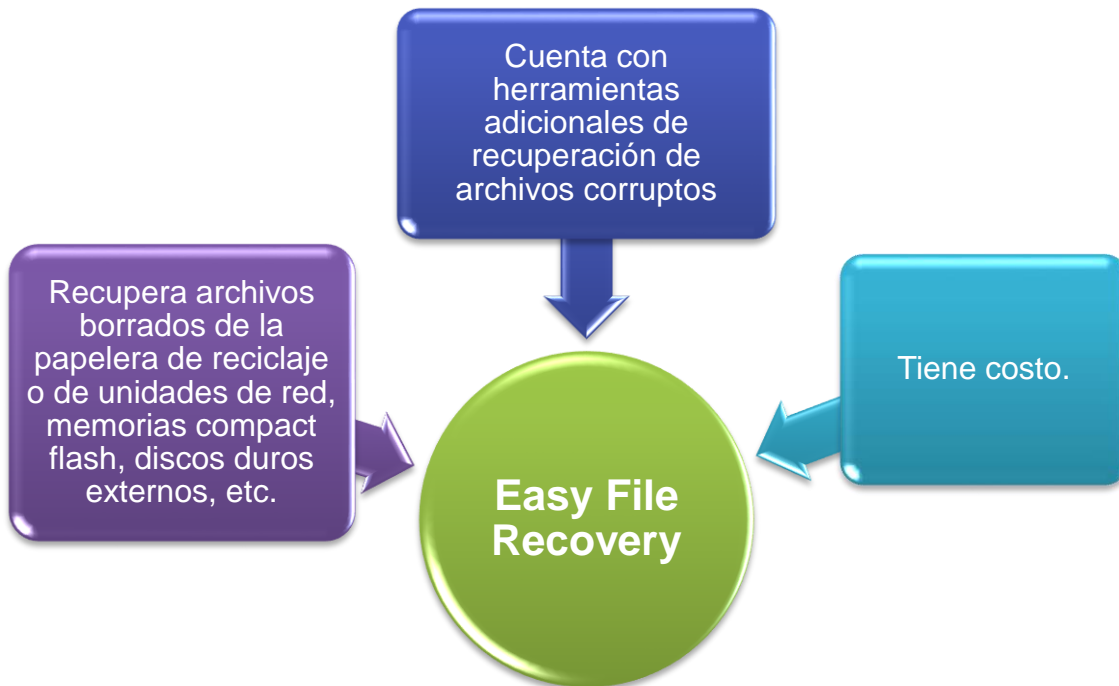 Cuenta con
herramientas
adicionales de
recuperación de
archivos corruptos
Recupera archivos
borrados de la
papelera de reciclaje
o de unidades de red,
memorias compact
flash, discos duros
externos, etc.
Tiene costo.
Easy File
Recovery